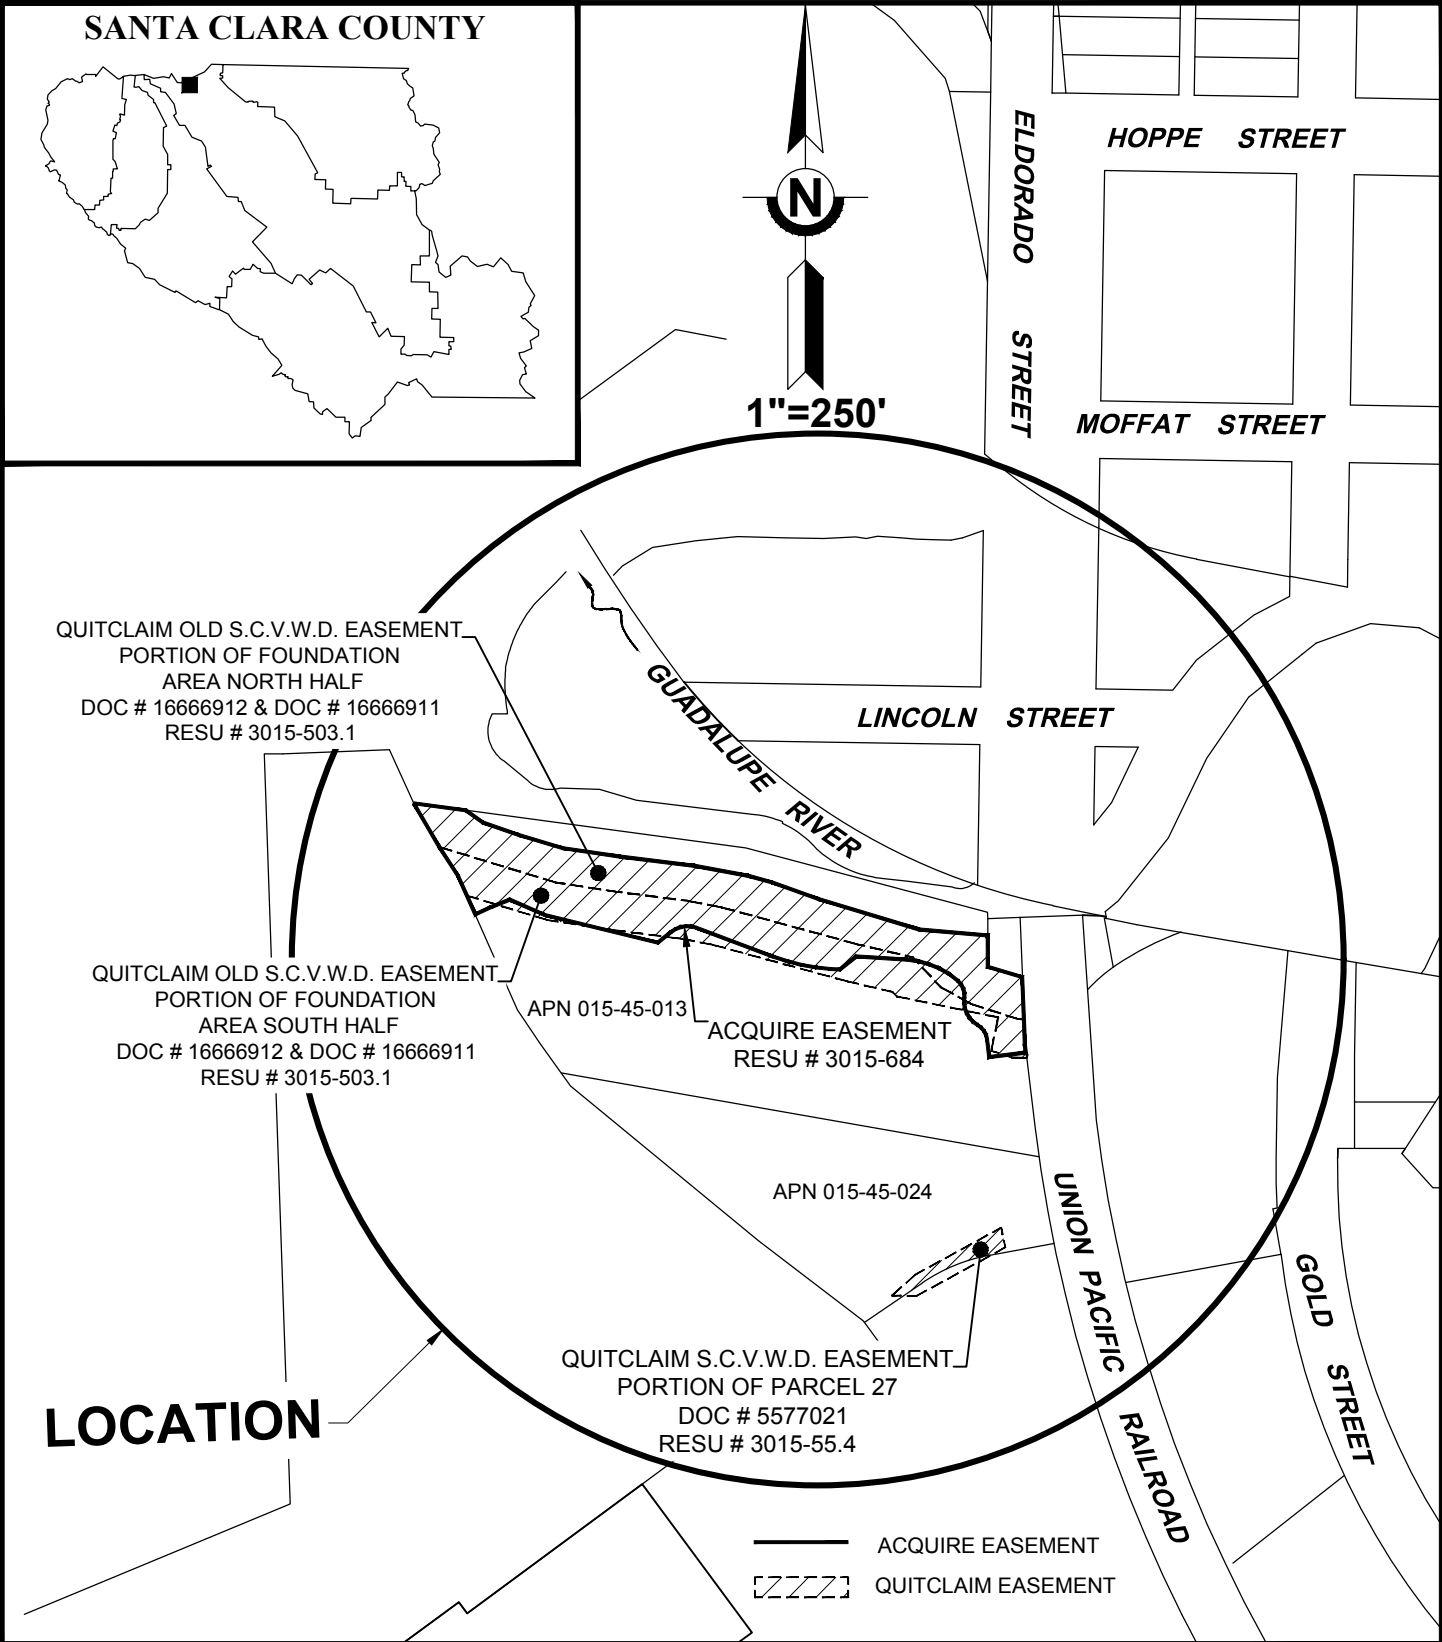 SANTA CLARA COUNTY
N
1"=250'
ELDORADO STREET
HOPPE STREET
MOFFAT STREET
QUITCLAIM OLD S.C.V.W.D. EASEMENT
PORTION OF FOUNDATION
AREA NORTH HALF
DOC # 16666912 & DOC # 16666911
RESU # 3015-503.1
GUADALUPE RIVER
LINCOLN STREET
QUITCLAIM OLD S.C.V.W.D. EASEMENT
PORTION OF FOUNDATION
AREA SOUTH HALF
DOC # 16666912 & DOC # 16666911
RESU # 3015-503.1
APN 015-45-013
ACQUIRE EASEMENT
RESU # 3015-684
APN 015-45-024
UNION PACIFIC RAILROAD
GOLD STREET
QUITCLAIM S.C.V.W.D. EASEMENT
PORTION OF PARCEL 27
DOC # 5577021
RESU # 3015-55.4
LOCATION
ACQUIRE EASEMENT
QUITCLAIM EASEMENT